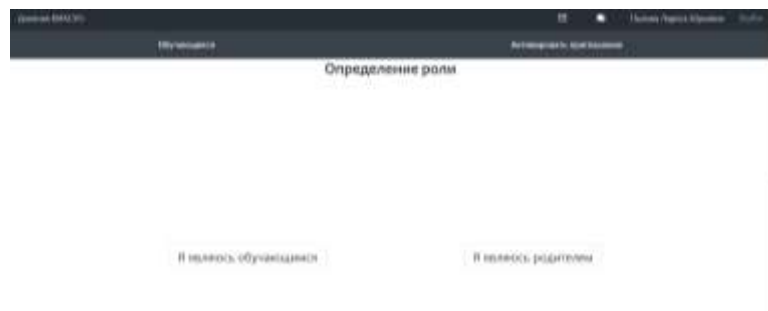 Обучающиеся
Активировать приглашение
Определение роли
Я являюсь обучающимся
Я являюсь родителем